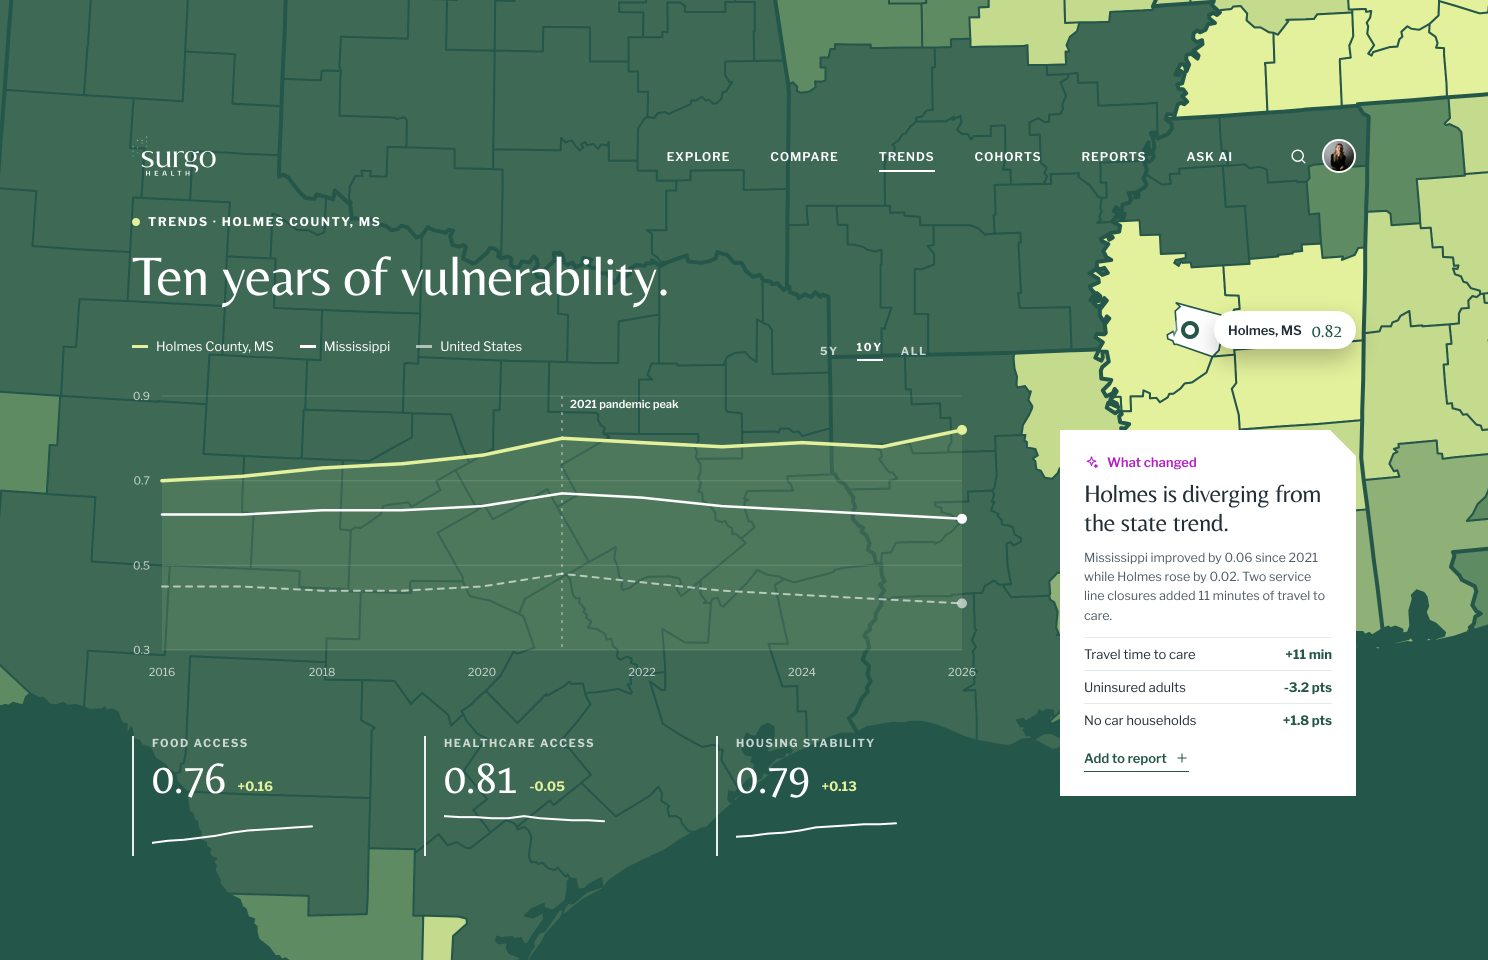 surgo
HEALTH
EXPLORE COMPARE TRENDS COHORTS REPORTS ASK AI
TRENDS · HOLMES COUNTY, MS
Ten years of vulnerability.
Holmes County, MS Mississippi United States
5Y 10Y ALL
Holmes, MS 0.82
0.9
2021 pandemic peak
0.7
0.5
0.3
2016 2018 2020 2022 2024 2026
What changed
Holmes is diverging from
the state trend.
Mississippi improved by 0.06 since 2021
while Holmes rose by 0.02. Two service
line closures added 11 minutes of travel to
care.
Travel time to care +11 min
Uninsured adults -3.2 pts
No car households +1.8 pts
Add to report +
FOOD ACCESS
0.76 +0.16
HEALTHCARE ACCESS
0.81 -0.05
HOUSING STABILITY
0.79 +0.13